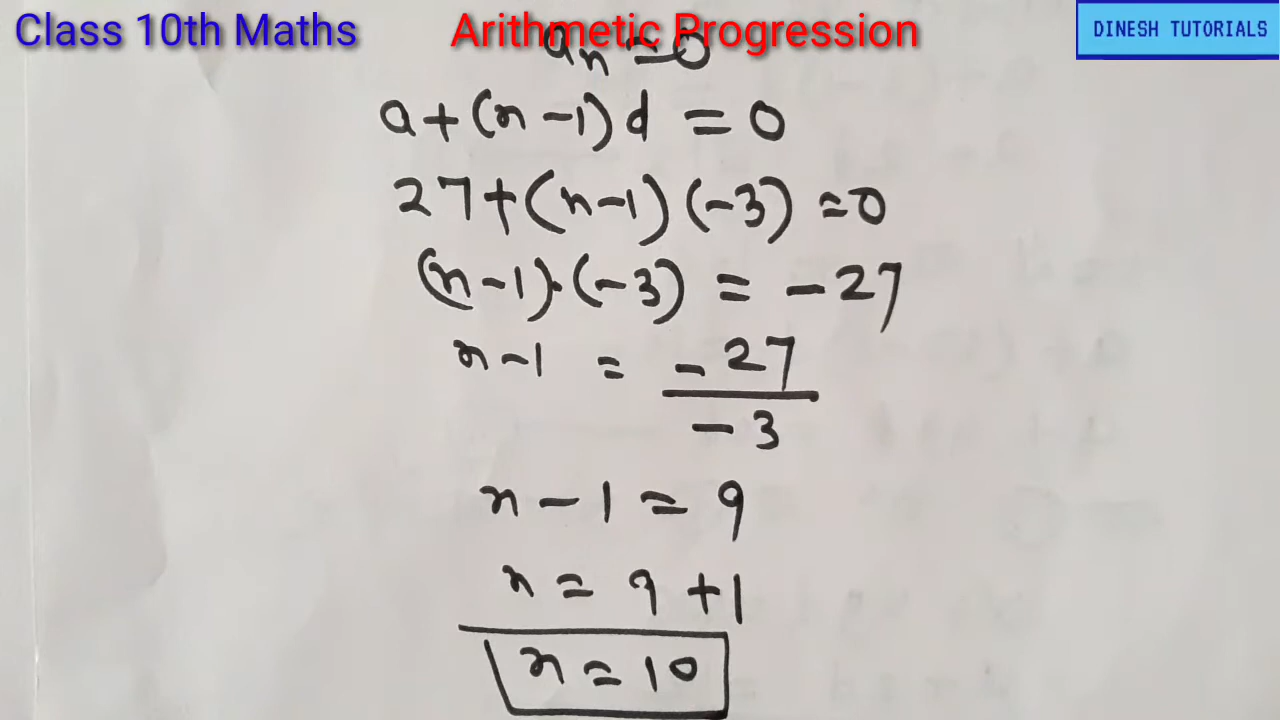 Class 10th Maths
Arithmetic Progression
DINESH TUTORIALS
aₙ = 0
a + (n - 1) d = 0
27 + (n - 1) (-3) = 0
(n - 1) · (-3) = - 27
n - 1 = - 27
- 3
n - 1 = 9
n = 9 + 1
n = 10